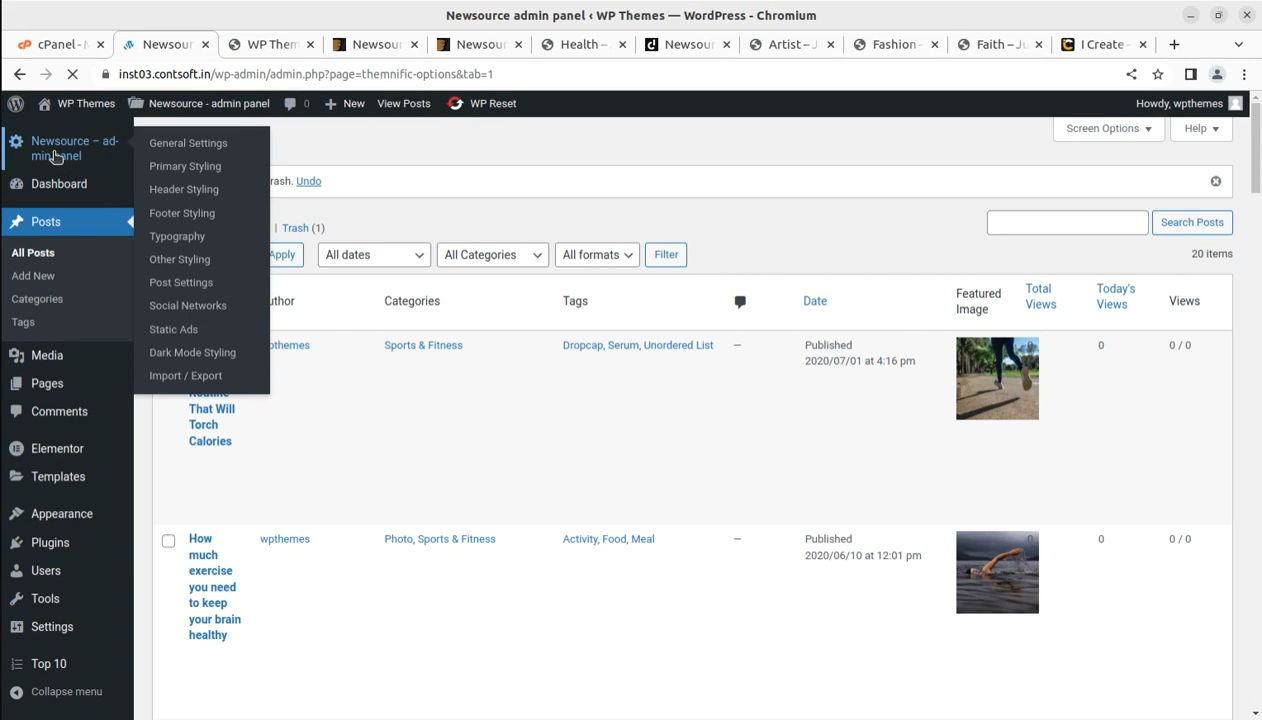 Newsource admin panel ‹ WP Themes — WordPress - Chromium
cPanel - M
Newsour
WP Them
Newsour
Newsour
Health –
Newsour
Artist – J
Fashion
Faith – Ju
I Create -
inst03.contsoft.in/wp-admin/admin.php?page=themnific-options&tab=1
WP Themes
Newsource - admin panel
0
New
View Posts
WP Reset
Howdy, wpthemes
Screen Options
Help
Newsource – ad-
min panel
Dashboard
Posts
All Posts
Add New
Categories
Tags
Media
Pages
Comments
Elementor
Templates
Appearance
Plugins
Users
Tools
Settings
Top 10
Collapse menu
General Settings
Primary Styling
Header Styling
Footer Styling
Typography
Other Styling
Post Settings
Social Networks
Static Ads
Dark Mode Styling
Import / Export
rash. Undo
| Trash (1)
Search Posts
Apply
All dates
All Categories
All formats
Filter
20 items
uthor
Categories
Tags
Date
Featured
Image
Total
Views
Today's
Views
Views
pthemes
Sports & Fitness
Dropcap, Serum, Unordered List
—
Published
2020/07/01 at 4:16 pm
0
0
0 / 0
Routine
That Will
Torch
Calories
How
much
exercise
you need
to keep
your brain
healthy
wpthemes
Photo, Sports & Fitness
Activity, Food, Meal
—
Published
2020/06/10 at 12:01 pm
0
0
0 / 0